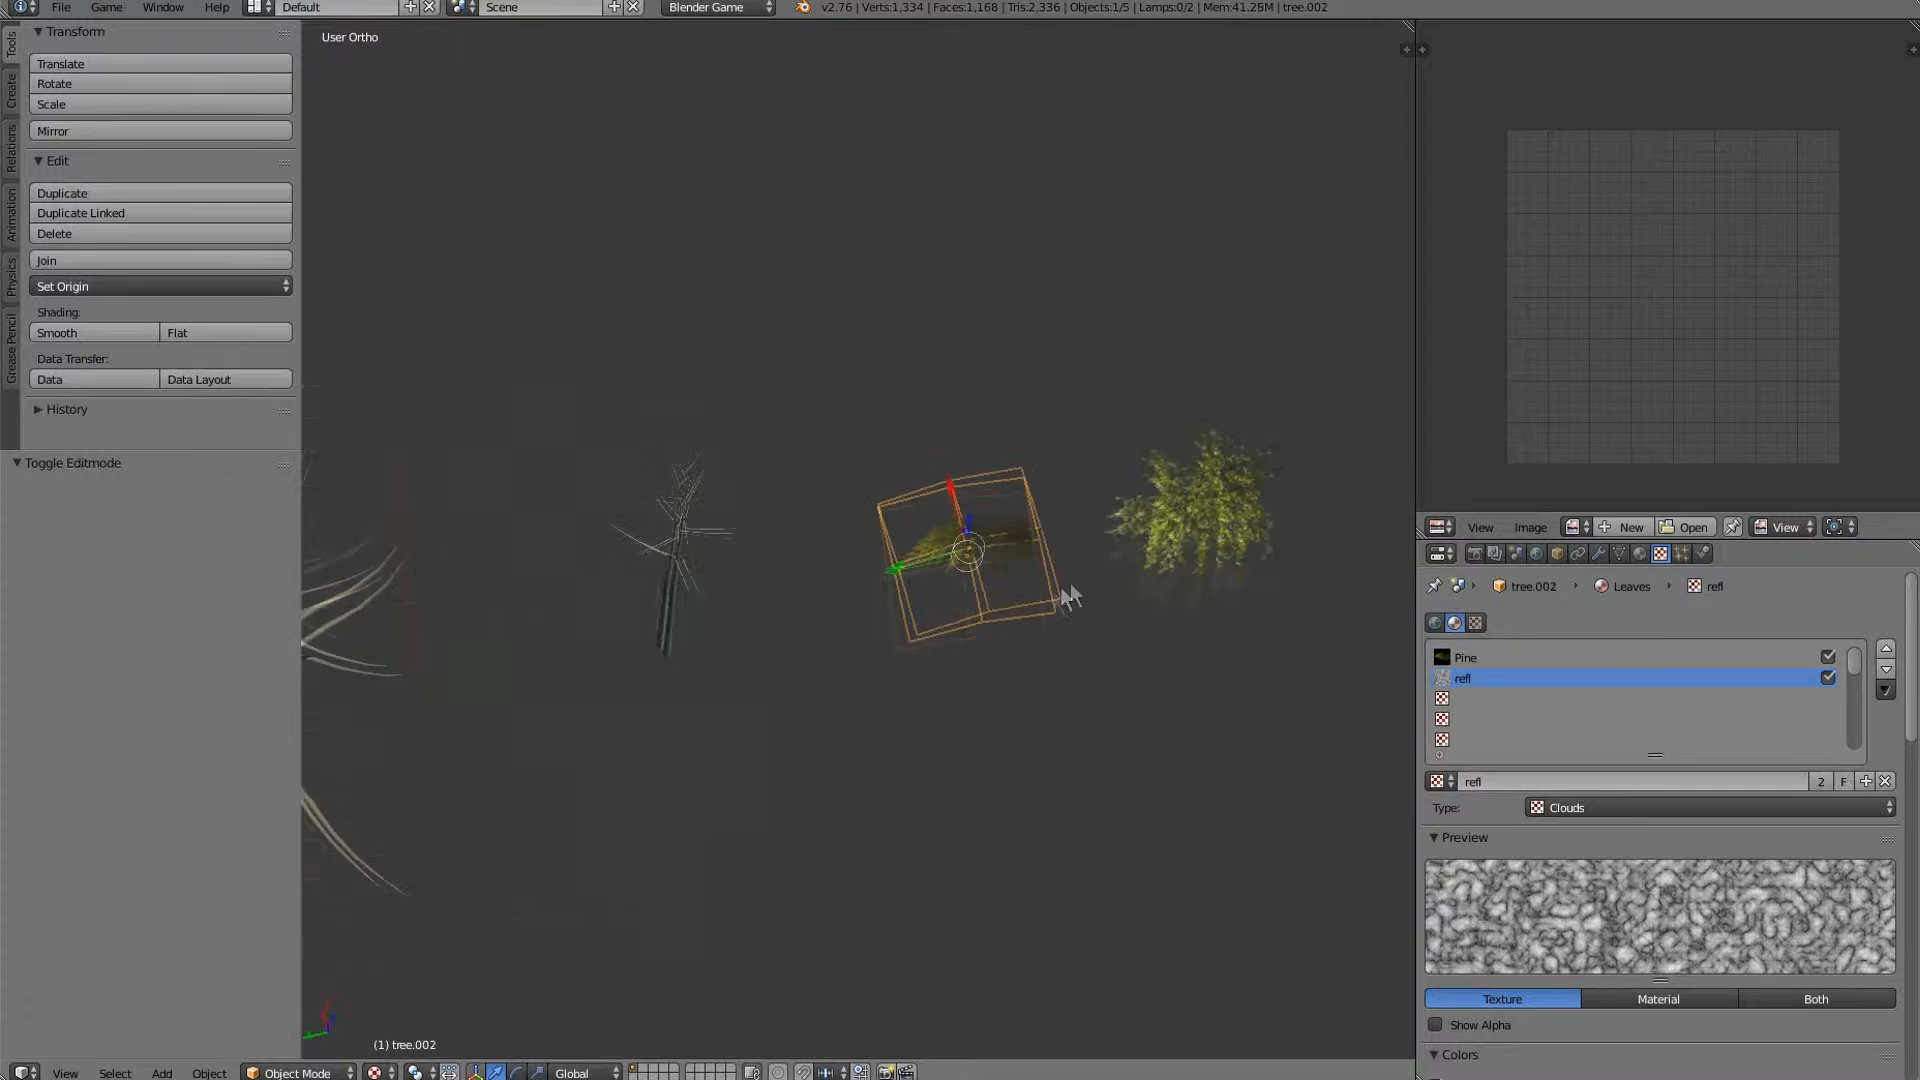 File Game Window Help Default Scene Blender Game v2.76 | Verts:1,334 | Faces:1,168 | Tris:2,336 | Objects:1/5 | Lamps:0/2 | Mem:41.25M | tree.002
Tools
Create
Relations
Animation
Physics
Grease Pencil
Transform
Translate
Rotate
Scale
Mirror
Edit
Duplicate
Duplicate Linked
Delete
Join
Set Origin
Shading:
Smooth Flat
Data Transfer:
Data Data Layout
History
Toggle Editmode
User Ortho
(1) tree.002
View Select Add Object Object Mode Global
View Image New Open View
tree.002 Leaves refl
Pine
refl
refl 2 F
Type: Clouds
Preview
Texture Material Both
Show Alpha
Colors